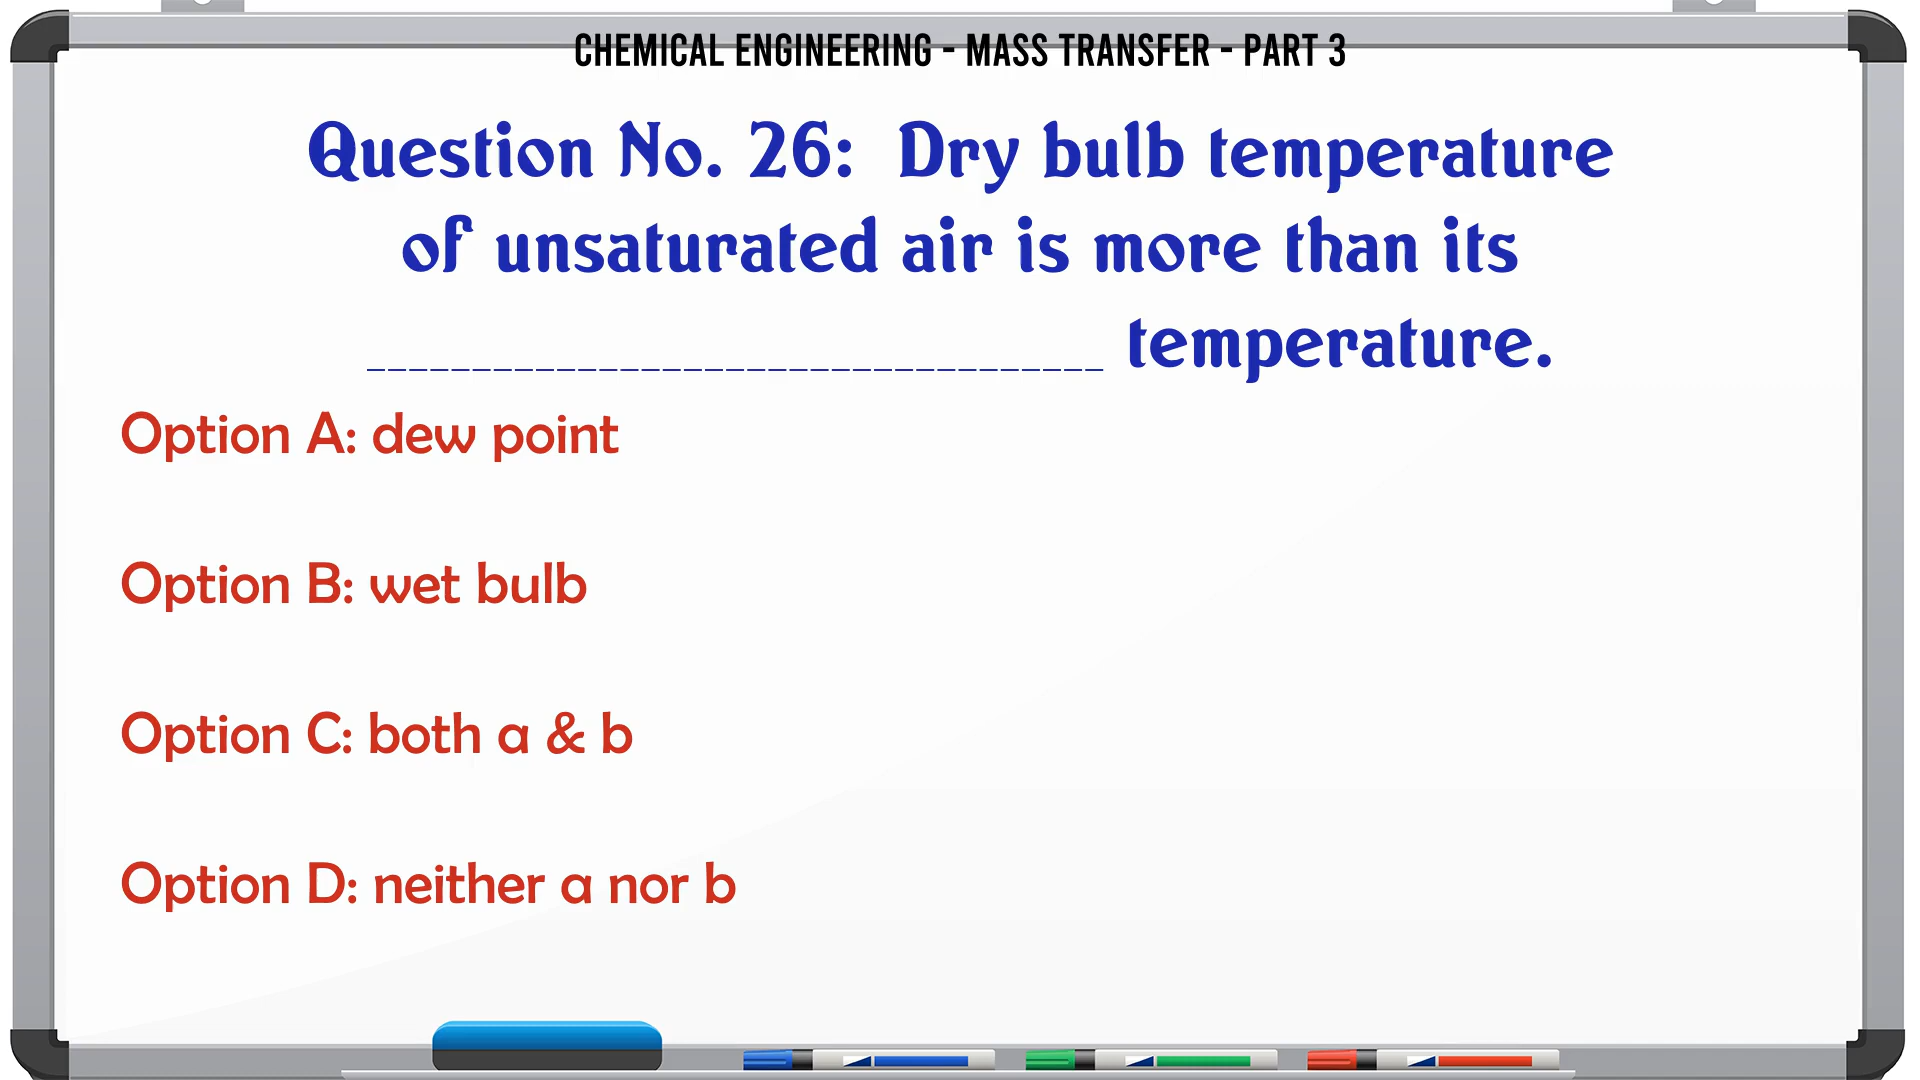 CHEMICAL ENGINEERING - MASS TRANSFER - PART 3
Question No. 26: Dry bulb temperature
of unsaturated air is more than its
___________________________________ temperature.
Option A: dew point
Option B: wet bulb
Option C: both a & b
Option D: neither a nor b